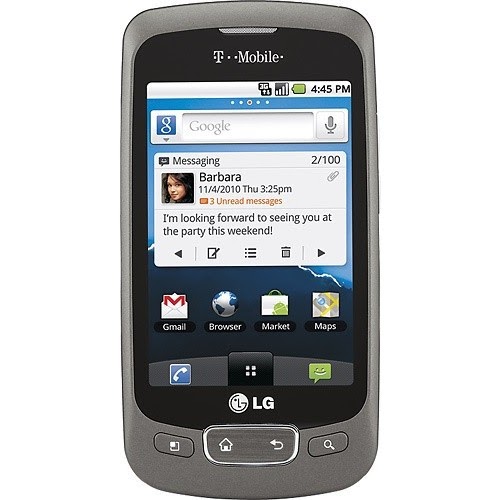 T··Mobile·
3G 4:45 PM
g Google
Messaging 2/100
Barbara
11/4/2010 Thu 3:25pm
3 Unread messages
I'm looking forward to seeing you at
the party this weekend!
Gmail Browser Market Maps
LG